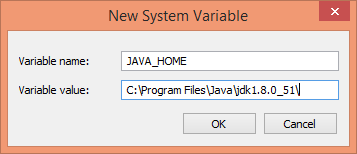 New System Variable
Variable name: JAVA_HOME
Variable value: C:\Program Files\Java\jdk1.8.0_51\
OK Cancel